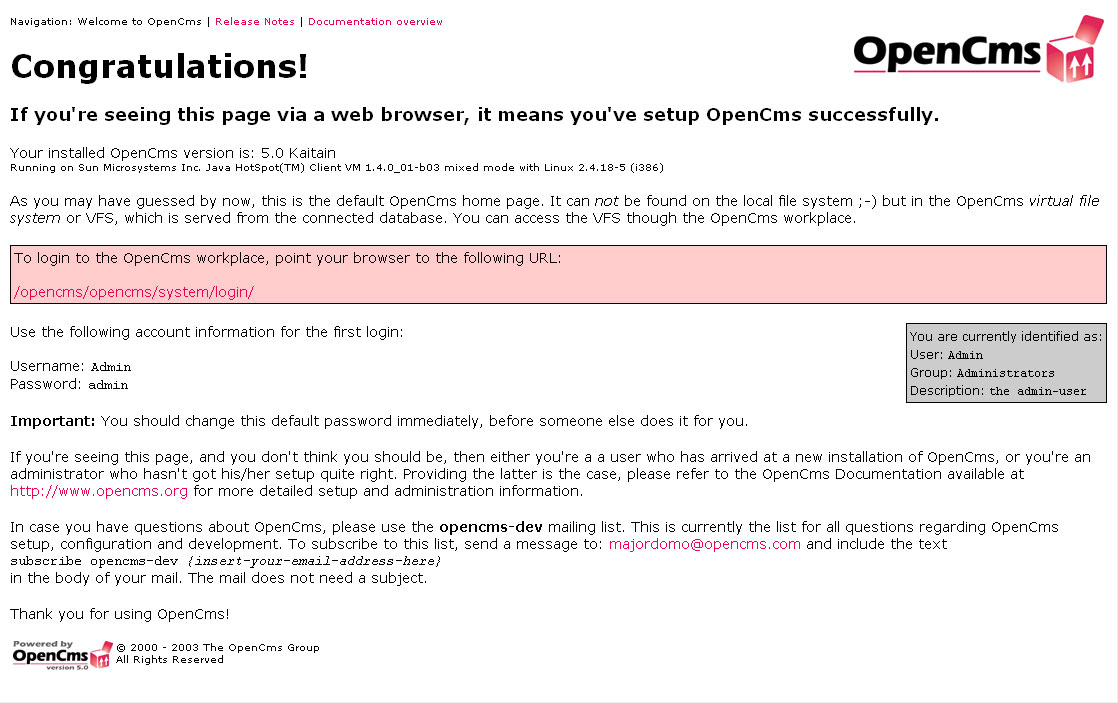 Navigation: Welcome to OpenCms | Release Notes | Documentation overview
OpenCms
Congratulations!
If you're seeing this page via a web browser, it means you've setup OpenCms successfully.
Your installed OpenCms version is: 5.0 Kaitain
Running on Sun Microsystems Inc. Java HotSpot(TM) Client VM 1.4.0_01-b03 mixed mode with Linux 2.4.18-5 (i386)
As you may have guessed by now, this is the default OpenCms home page. It can not be found on the local file system ;-) but in the OpenCms virtual file
system or VFS, which is served from the connected database. You can access the VFS though the OpenCms workplace.
To login to the OpenCms workplace, point your browser to the following URL:
/opencms/opencms/system/login/
Use the following account information for the first login:
Username: Admin
Password: admin
You are currently identified as:
User: Admin
Group: Administrators
Description: the admin-user
Important: You should change this default password immediately, before someone else does it for you.
If you're seeing this page, and you don't think you should be, then either you're a a user who has arrived at a new installation of OpenCms, or you're an
administrator who hasn't got his/her setup quite right. Providing the latter is the case, please refer to the OpenCms Documentation available at
http://www.opencms.org for more detailed setup and administration information.
In case you have questions about OpenCms, please use the opencms-dev mailing list. This is currently the list for all questions regarding OpenCms
setup, configuration and development. To subscribe to this list, send a message to: majordomo@opencms.com and include the text
subscribe opencms-dev {insert-your-email-address-here}
in the body of your mail. The mail does not need a subject.
Thank you for using OpenCms!
Powered by
OpenCms
version 5.0
© 2000 - 2003 The OpenCms Group
All Rights Reserved